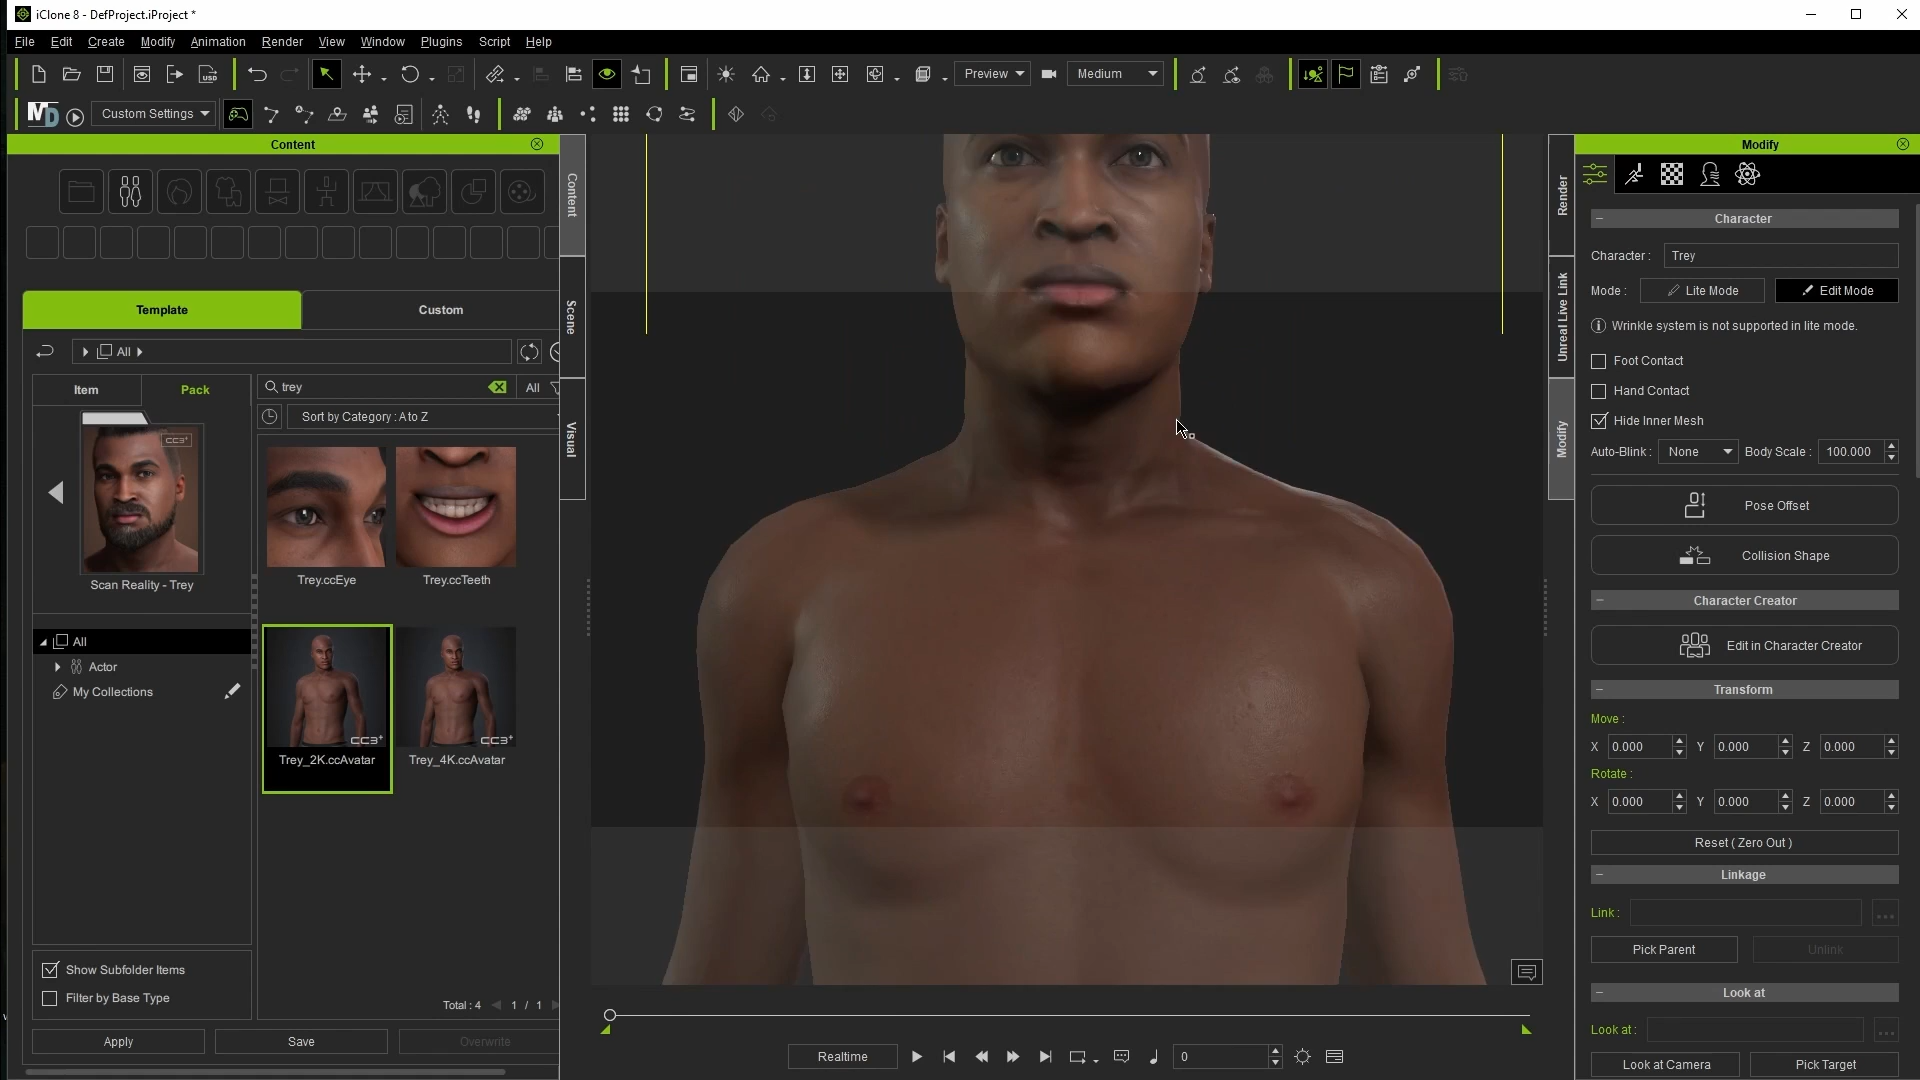 iClone 8 - DefProject.iProject *
File Edit Create Modify Animation Render View Window Plugins Script Help
USD
Preview
Medium
MD
Custom Settings
Content
Modify
Content
Scene
Visual
Render
Unreal Live Link
Modify
Template
Custom
All
Item
Pack
trey
All
Sort by Category : A to Z
CC3+
Scan Reality - Trey
Trey.ccEye
Trey.ccTeeth
CC3+
CC3+
Trey_2K.ccAvatar
Trey_4K.ccAvatar
All
Actor
My Collections
Show Subfolder Items
Filter by Base Type
Total : 4
1 / 1
Apply
Save
Overwrite
Realtime
0
Character
Character : Trey
Mode : Lite Mode Edit Mode
Wrinkle system is not supported in lite mode.
Foot Contact
Hand Contact
Hide Inner Mesh
Auto-Blink : None Body Scale : 100.000
Pose Offset
Collision Shape
Character Creator
Edit in Character Creator
Transform
Move :
X 0.000 Y 0.000 Z 0.000
Rotate :
X 0.000 Y 0.000 Z 0.000
Reset ( Zero Out )
Linkage
Link : ...
Pick Parent
Unlink
Look at
Look at : ...
Look at Camera
Pick Target